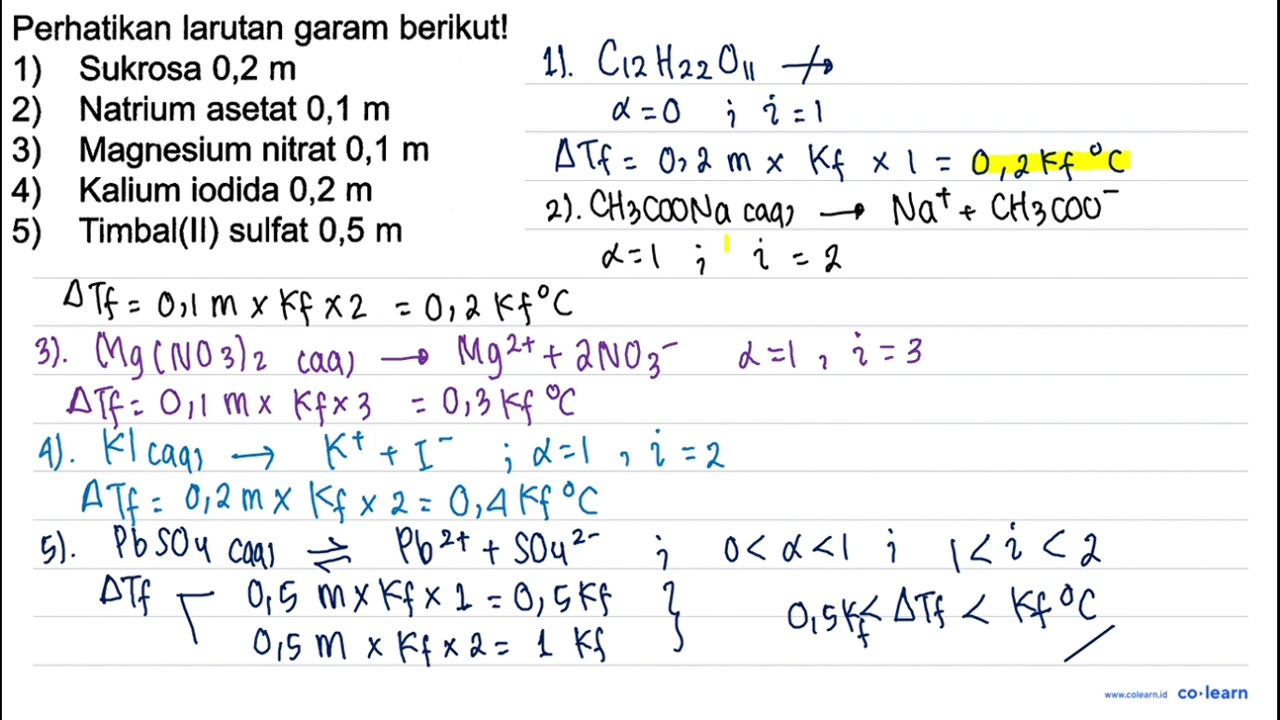 Perhatikan larutan garam berikut!
1) Sukrosa 0,2 m
2) Natrium asetat 0,1 m
3) Magnesium nitrat 0,1 m
4) Kalium iodida 0,2 m
5) Timbal(II) sulfat 0,5 m
1). C12H22O11 ↛
α = 0 ; i = 1
ΔTf = 0,2 m × Kf × 1 = 0,2 Kf °C
2). CH3COONa (aq) → Na⁺ + CH3COO⁻
α = 1 ; i = 2
ΔTf = 0,1 m × Kf × 2 = 0,2 Kf °C
3). Mg(NO3)2 (aq) → Mg²⁺ + 2NO3⁻ α = 1 , i = 3
ΔTf = 0,1 m × Kf × 3 = 0,3 Kf °C
4). KI (aq) → K⁺ + I⁻ ; α = 1 , i = 2
ΔTf = 0,2 m × Kf × 2 = 0,4 Kf °C
5). PbSO4 (aq) ⇌ Pb²⁺ + SO4²⁻ ; 0 < α < 1 ; 1 < i < 2
ΔTf 0,5 m × Kf × 1 = 0,5 Kf } 0,5 Kf < ΔTf < Kf °C
0,5 m × Kf × 2 = 1 Kf
www.colearn.id co·learn